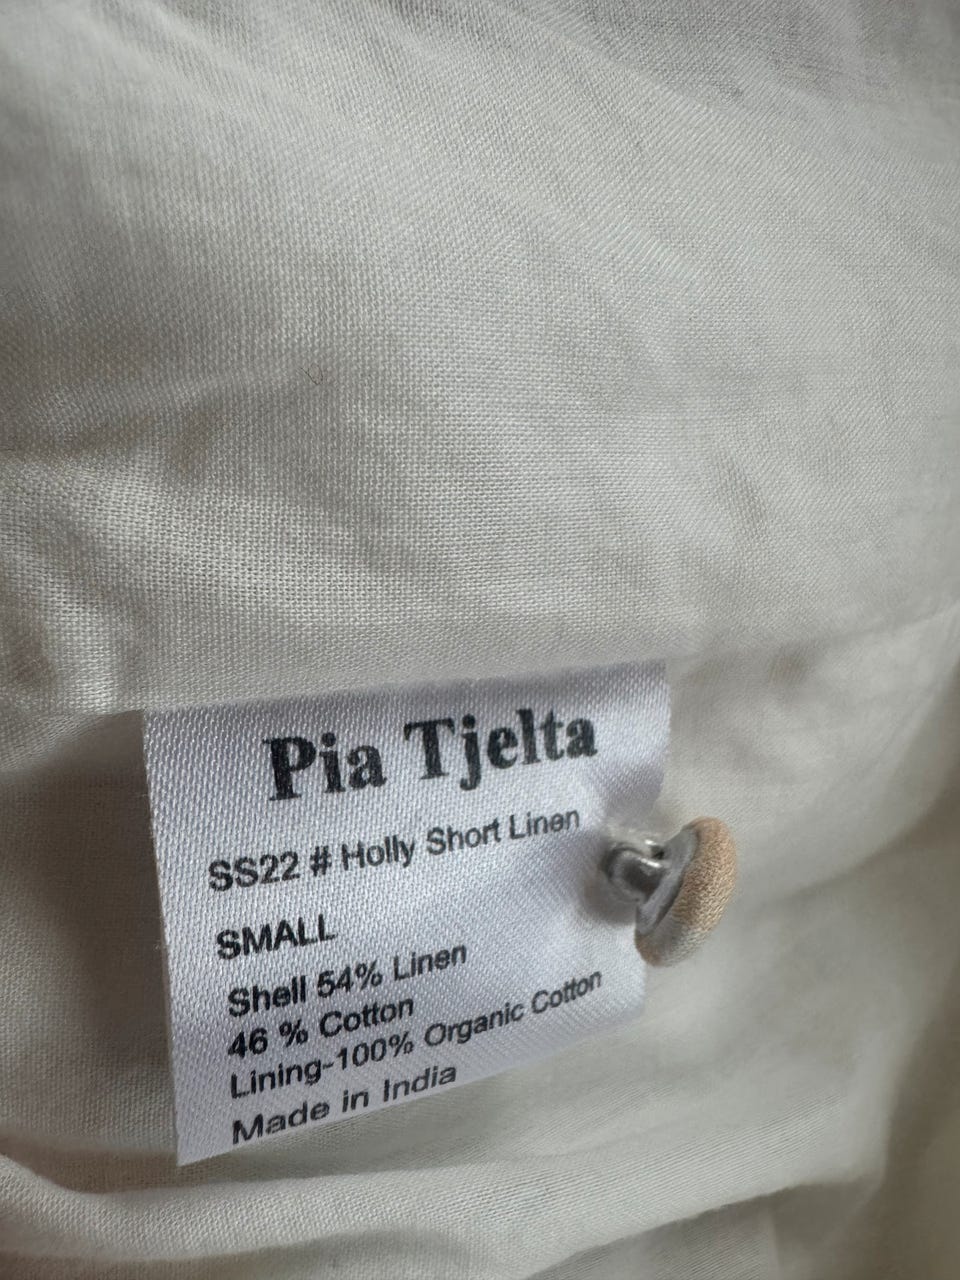 Pia Tjelta
SS22 # Holly Short Linen
SMALL
Shell 54% Linen
46 % Cotton
Lining-100% Organic Cotton
Made in India